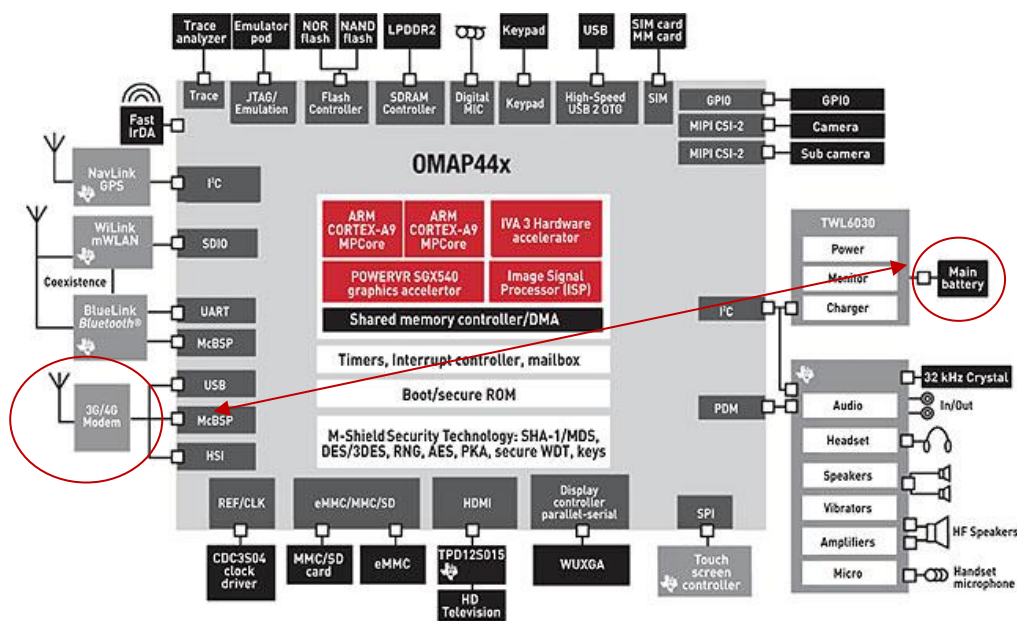 Trace
analyzer
Emulator
pod
NOR
flash
NAND
flash
LPDDR2
Keypad
USB
SIM card
MM card
Trace
JTAG/
Emulation
Flash
Controller
SDRAM
Controller
Digital
MIC
Keypad
High-Speed
USB 2 OTG
SIM
GPIO
GPIO
MIPI CSI-2
Camera
MIPI CSI-2
Sub camera
Fast
IrDA
OMAP44x
NavLink
GPS
I²C
WiLink
mWLAN
SDIO
Coexistence
BlueLink
Bluetooth®
UART
McBSP
3G/4G
Modem
USB
McBSP
HSI
ARM
CORTEX-A9
MPCore
ARM
CORTEX-A9
MPCore
IVA 3 Hardware
accelerator
POWERVR SGX540
graphics accelertor
Image Signal
Processor (ISP)
Shared memory controller/DMA
Timers, Interrupt controller, mailbox
Boot/secure ROM
M-Shield Security Technology: SHA-1/MDS,
DES/3DES, RNG, AES, PKA, secure WDT, keys
I²C
PDM
TWL6030
Power
Monitor
Charger
Main
battery
32 kHz Crystal
Audio
In/Out
Headset
Speakers
Vibrators
Amplifiers
HF Speakers
Micro
Handset
microphone
REF/CLK
eMMC/MMC/SD
HDMI
Display
controller
parallel-serial
SPI
CDC3S04
clock
driver
MMC/SD
card
eMMC
TPD12S015
HD
Television
WUXGA
Touch
screen
controller